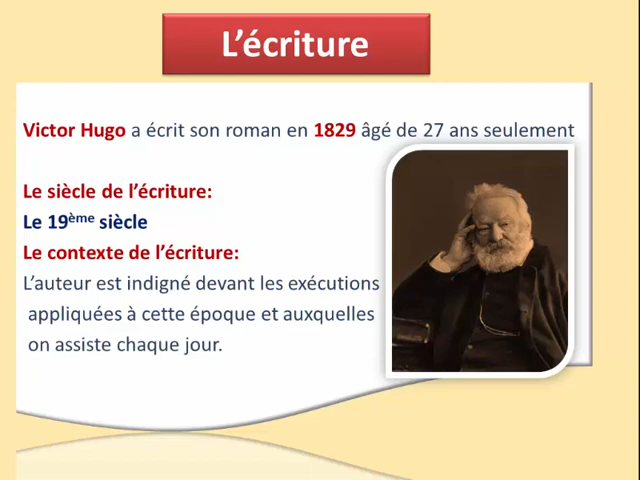 L’écriture
Victor Hugo a écrit son roman en 1829 âgé de 27 ans seulement
Le siècle de l’écriture:
Le 19ème siècle
Le contexte de l’écriture:
L’auteur est indigné devant les exécutions
appliquées à cette époque et auxquelles
on assiste chaque jour.